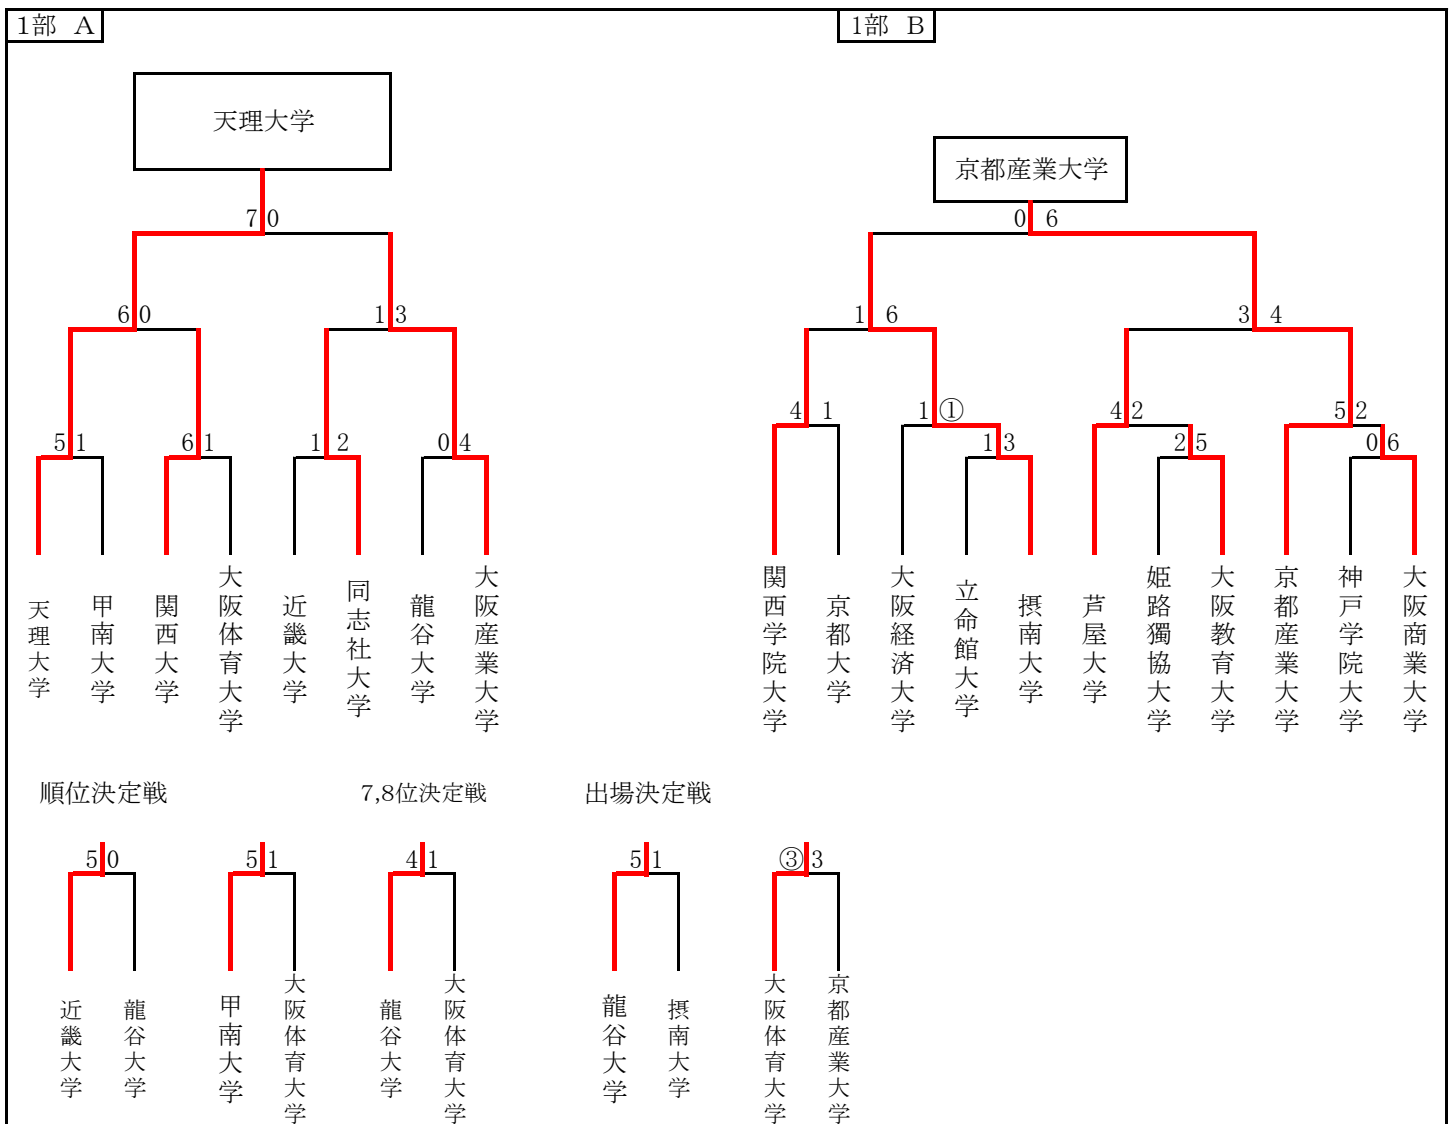 1部 A
1部 B
天理大学
京都産業大学
7 0
0 6
6 0
1 3
1 6
3 4
4 1
1 ①
4 2
5 2
5 1
6 1
1 2
0 4
1 3
2 5
0 6
天理大学
甲南大学
関西大学
大阪体育大学
近畿大学
同志社大学
龍谷大学
大阪産業大学
関西学院大学
京都大学
大阪経済大学
立命館大学
摂南大学
芦屋大学
姫路獨協大学
大阪教育大学
京都産業大学
神戸学院大学
大阪商業大学
順位決定戦
7,8位決定戦
出場決定戦
5 0
5 1
4 1
5 1
③ 3
近畿大学
龍谷大学
甲南大学
大阪体育大学
龍谷大学
大阪体育大学
龍谷大学
摂南大学
大阪体育大学
京都産業大学